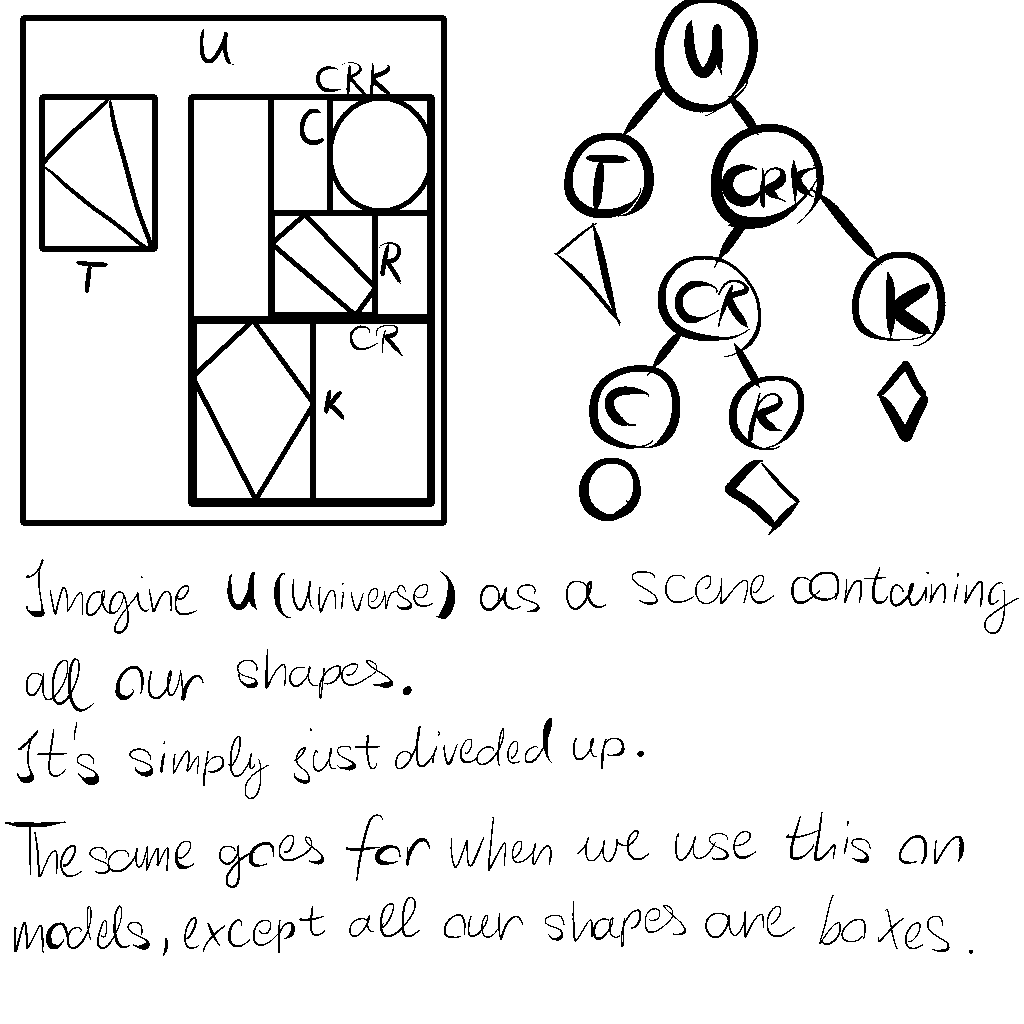 U
CRK
C
T
R
CR
K
U
T
CRK
CR
K
C
R
Imagine U (Universe) as a scene containing
all our shapes.
It's simply just diveded up.
The same goes for when we use this on
models, except all our shapes are boxes.